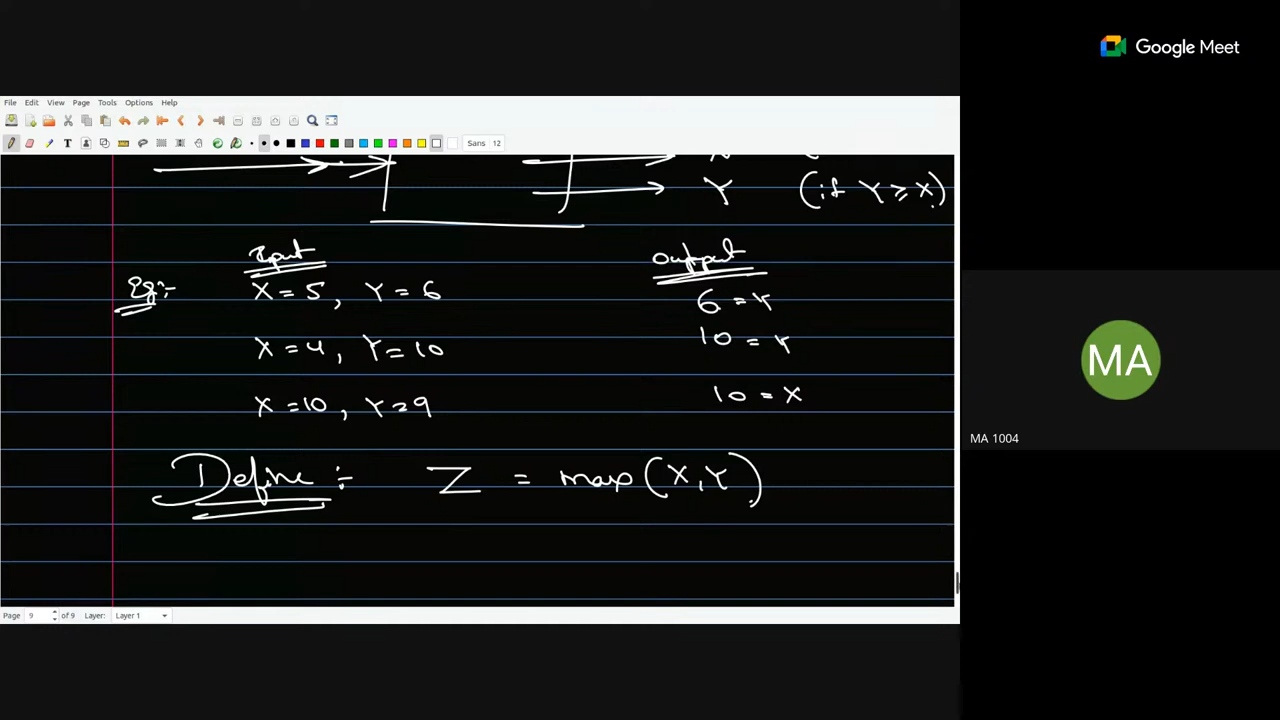 Google Meet
File Edit View Page Tools Options Help
Sans 12
Y (if Y ≥ X)
Input Output
Eg:- X = 5, Y = 6 6 = Y
X = 4, Y = 10 10 = Y
X = 10, Y = 9 10 = X
Define :- Z = max(X, Y)
MA
MA 1004
Page 9 of 9 Layer: Layer 1